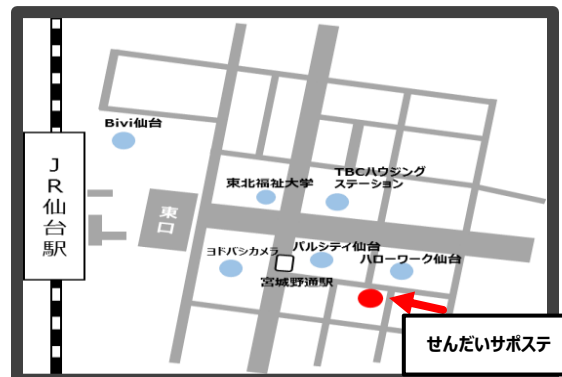 Bivi仙台
JR仙台駅
東口
東北福祉大学
TBCハウジング
ステーション
ヨドバシカメラ
パルシティ仙台
ハローワーク仙台
宮城野通駅
せんだいサポステ